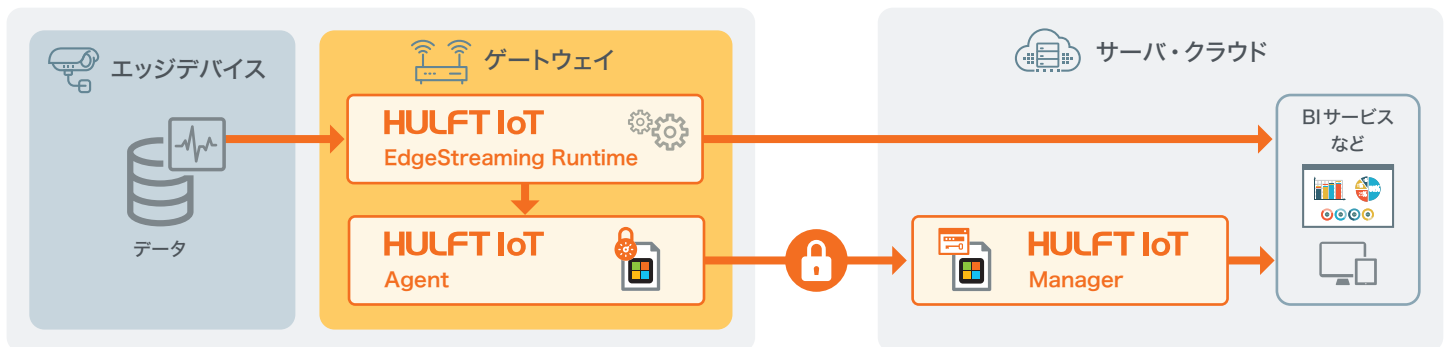 エッジデバイス
データ
ゲートウェイ
HULFT IoT
EdgeStreaming Runtime
HULFT IoT
Agent
サーバ・クラウド
HULFT IoT
Manager
BIサービス
など